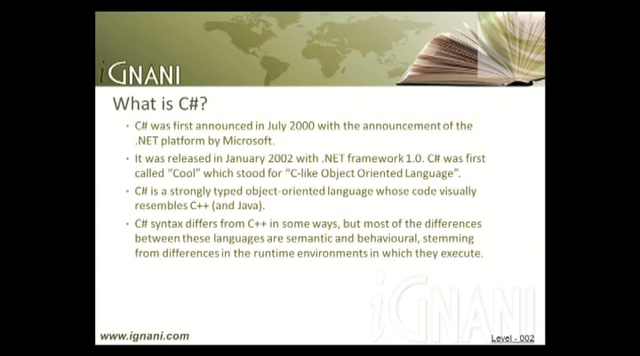 iGNANI
What is C#?
• C# was first announced in July 2000 with the announcement of the
.NET platform by Microsoft.
• It was released in January 2002 with .NET framework 1.0. C# was first
called “Cool” which stood for “C-like Object Oriented Language”.
• C# is a strongly typed object-oriented language whose code visually
resembles C++ (and Java).
• C# syntax differs from C++ in some ways, but most of the differences
between these languages are semantic and behavioural, stemming
from differences in the runtime environments in which they execute.
iGNANI
www.ignani.com
Level - 002